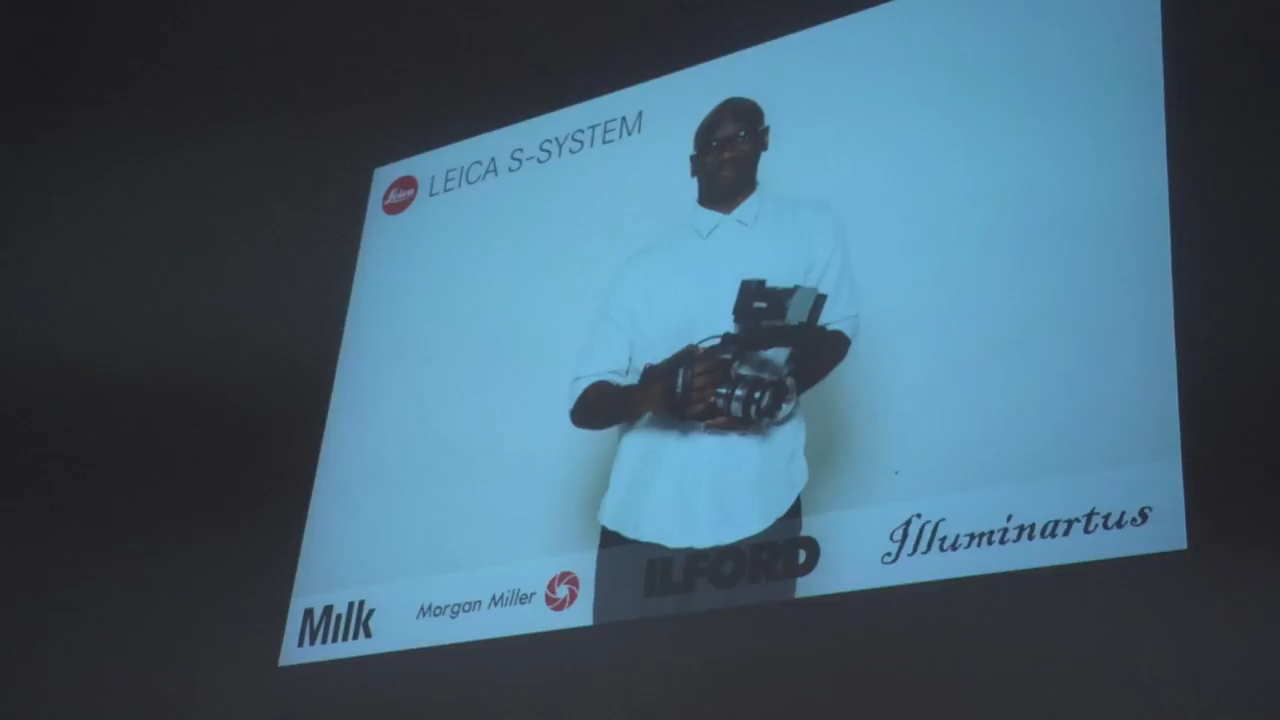 Leica LEICA S-SYSTEM
Milk
Morgan Miller
ILFORD
Illuminartus